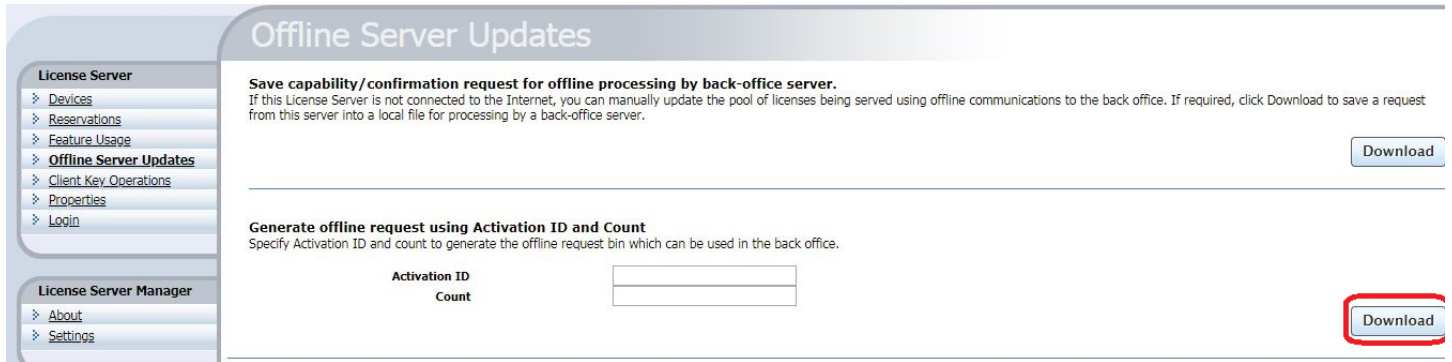 Offline Server Updates
License Server
Devices
Reservations
Feature Usage
Offline Server Updates
Client Key Operations
Properties
Login
License Server Manager
About
Settings
Save capability/confirmation request for offline processing by back-office server.
If this License Server is not connected to the Internet, you can manually update the pool of licenses being served using offline communications to the back office. If required, click Download to save a request
from this server into a local file for processing by a back-office server.
Download
Generate offline request using Activation ID and Count
Specify Activation ID and count to generate the offline request bin which can be used in the back office.
Activation ID
Count
Download